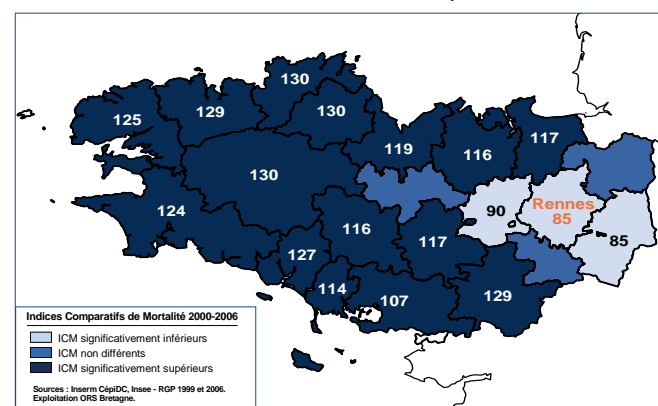 130
130
129
125
119
116
117
130
124
116
117
90
Rennes
85
85
127
114
107
129
Indices Comparatifs de Mortalité 2000-2006
ICM significativement inférieurs
ICM non différents
ICM significativement supérieurs
Sources : Inserm CépiDC, Insee - RGP 1999 et 2006.
Exploitation ORS Bretagne.